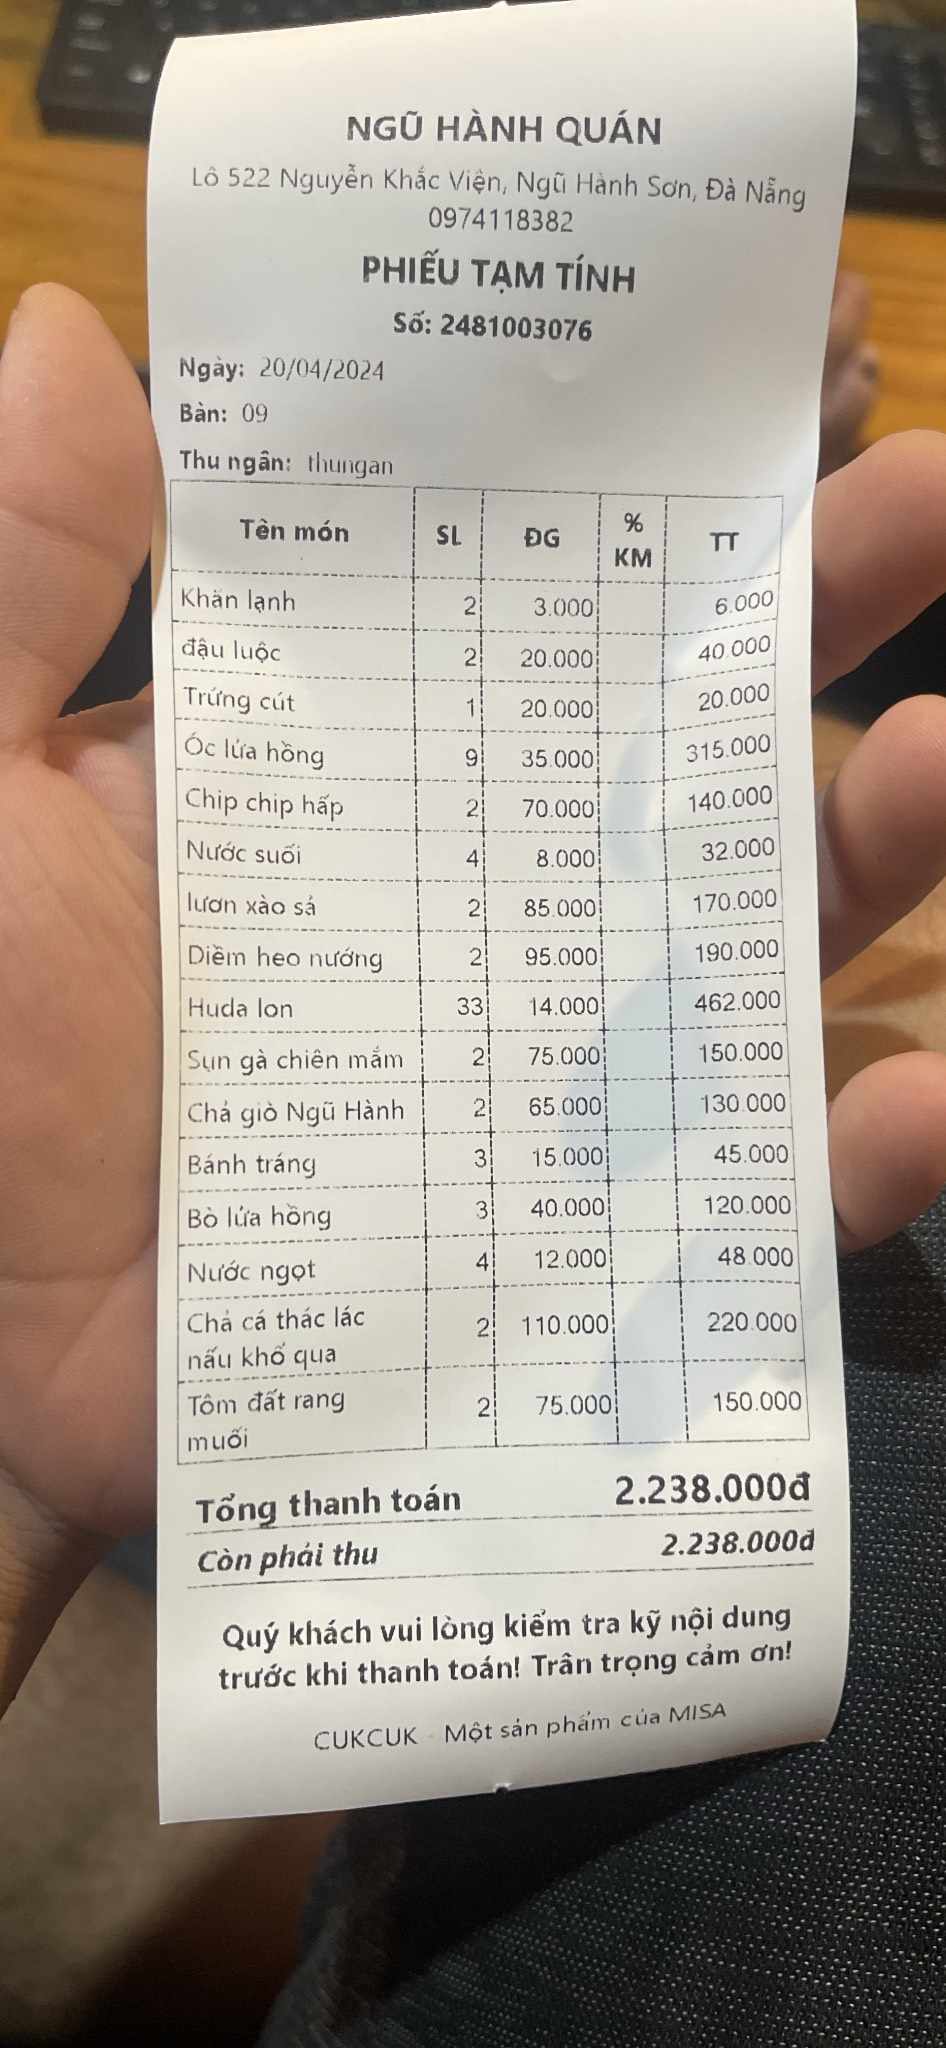 NGŨ HÀNH QUÁN
Lô 522 Nguyễn Khắc Viện, Ngũ Hành Sơn, Đà Nẵng
0974118382
PHIẾU TẠM TÍNH
Số: 2481003076
Ngày: 20/04/2024
Bàn: 09
Thu ngân: thungan
Tên món SL ĐG % KM TT
Khăn lạnh 2 3.000 6.000
đậu luộc 2 20.000 40.000
Trứng cút 1 20.000 20.000
Ốc lửa hồng 9 35.000 315.000
Chip chip hấp 2 70.000 140.000
Nước suối 4 8.000 32.000
lươn xào sả 2 85.000 170.000
Diềm heo nướng 2 95.000 190.000
Huda lon 33 14.000 462.000
Sụn gà chiên mắm 2 75.000 150.000
Chả giò Ngũ Hành 2 65.000 130.000
Bánh tráng 3 15.000 45.000
Bò lửa hồng 3 40.000 120.000
Nước ngọt 4 12.000 48.000
Chả cá thác lác
nấu khổ qua 2 110.000 220.000
Tôm đất rang
muối 2 75.000 150.000
Tổng thanh toán 2.238.000đ
Còn phải thu 2.238.000đ
Quý khách vui lòng kiểm tra kỹ nội dung
trước khi thanh toán! Trân trọng cảm ơn!
CUKCUK - Một sản phẩm của MISA